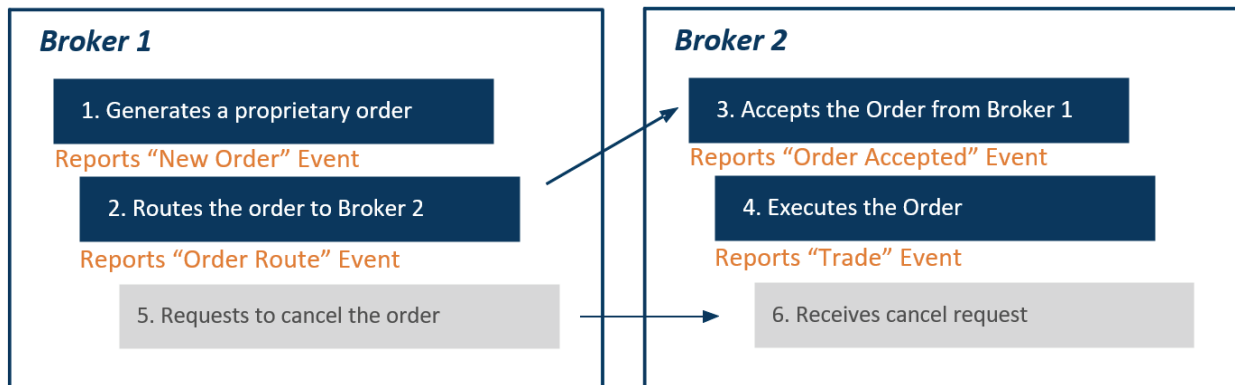 Broker 1
1. Generates a proprietary order
Reports “New Order” Event
2. Routes the order to Broker 2
Reports “Order Route” Event
5. Requests to cancel the order
Broker 2
3. Accepts the Order from Broker 1
Reports “Order Accepted” Event
4. Executes the Order
Reports “Trade” Event
6. Receives cancel request